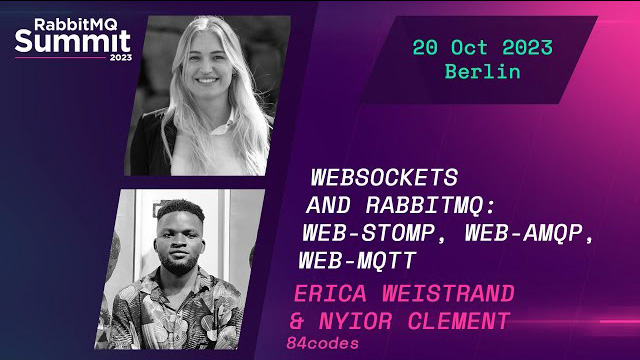 RabbitMQ
Summit
2023
20 Oct 2023
Berlin
WEBSOCKETS
AND RABBITMQ:
WEB-STOMP, WEB-AMQP,
WEB-MQTT
ERICA WEISTRAND
& NYIOR CLEMENT
84codes